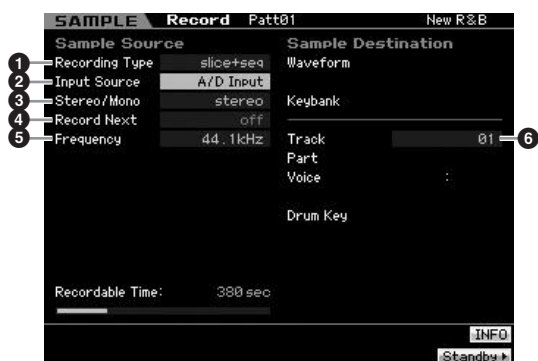 SAMPLE Record Patt01 New R&B
Sample Source Sample Destination
1 Recording Type slice+seq Waveform
2 Input Source A/D Input
3 Stereo/Mono stereo Keybank
4 Record Next off
5 Frequency 44.1kHz Track 01 6
Part
Voice :
Drum Key
Recordable Time: 380 sec
INFO
Standby